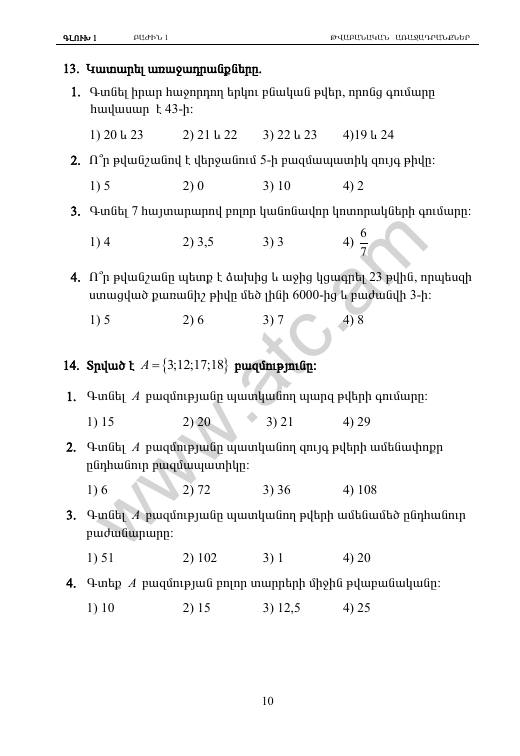 ԳԼՈՒԽ 1 ԲԱԺԻՆ 1 ԹՎԱԲԱՆԱԿԱՆ ԱՌԱՋԱԴՐԱՆՔՆԵՐ
13. Կատարել առաջադրանքները.
1. Գտնել իրար հաջորդող երկու բնական թվեր, որոնց գումարը
հավասար է 43-ի:
1) 20 և 23 2) 21 և 22 3) 22 և 23 4)19 և 24
2. Ո՞ր թվանշանով է վերջանում 5-ի բազմապատիկ զույգ թիվը:
1) 5 2) 0 3) 10 4) 2
3. Գտնել 7 հայտարարով բոլոր կանոնավոր կոտորակների գումարը:
1) 4 2) 3,5 3) 3 4) 6/7
4. Ո՞ր թվանշանը պետք է ձախից և աջից կցագրել 23 թվին, որպեսզի
ստացված քառանիշ թիվը մեծ լինի 6000-ից և բաժանվի 3-ի:
1) 5 2) 6 3) 7 4) 8
14. Տրված է A = {3;12;17;18} բազմությունը:
1. Գտնել A բազմությանը պատկանող պարզ թվերի գումարը:
1) 15 2) 20 3) 21 4) 29
2. Գտնել A բազմությանը պատկանող զույգ թվերի ամենափոքր
ընդհանուր բազմապատիկը:
1) 6 2) 72 3) 36 4) 108
3. Գտնել A բազմությանը պատկանող թվերի ամենամեծ ընդհանուր
բաժանարարը:
1) 51 2) 102 3) 1 4) 20
4. Գտեք A բազմության բոլոր տարրերի միջին թվաբանականը:
1) 10 2) 15 3) 12,5 4) 25
www.atc.am
10